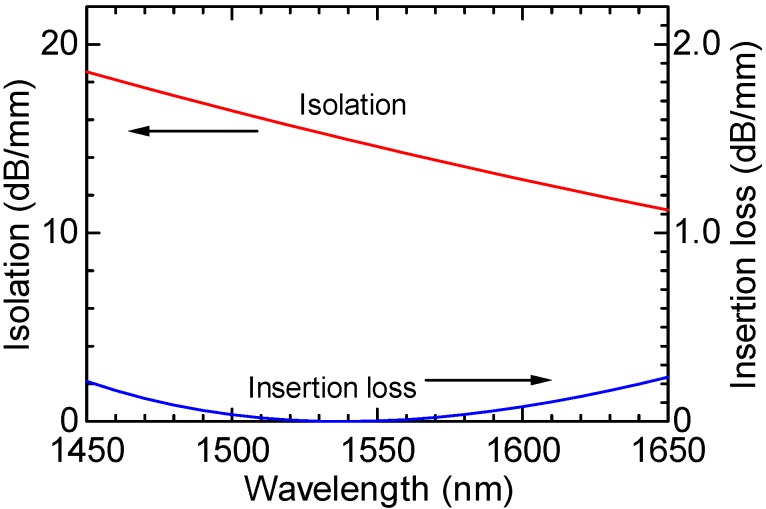 20
10
0
Isolation (dB/mm)
Isolation
Insertion loss
2.0
1.0
0
Insertion loss (dB/mm)
1450
1500
1550
1600
1650
Wavelength (nm)